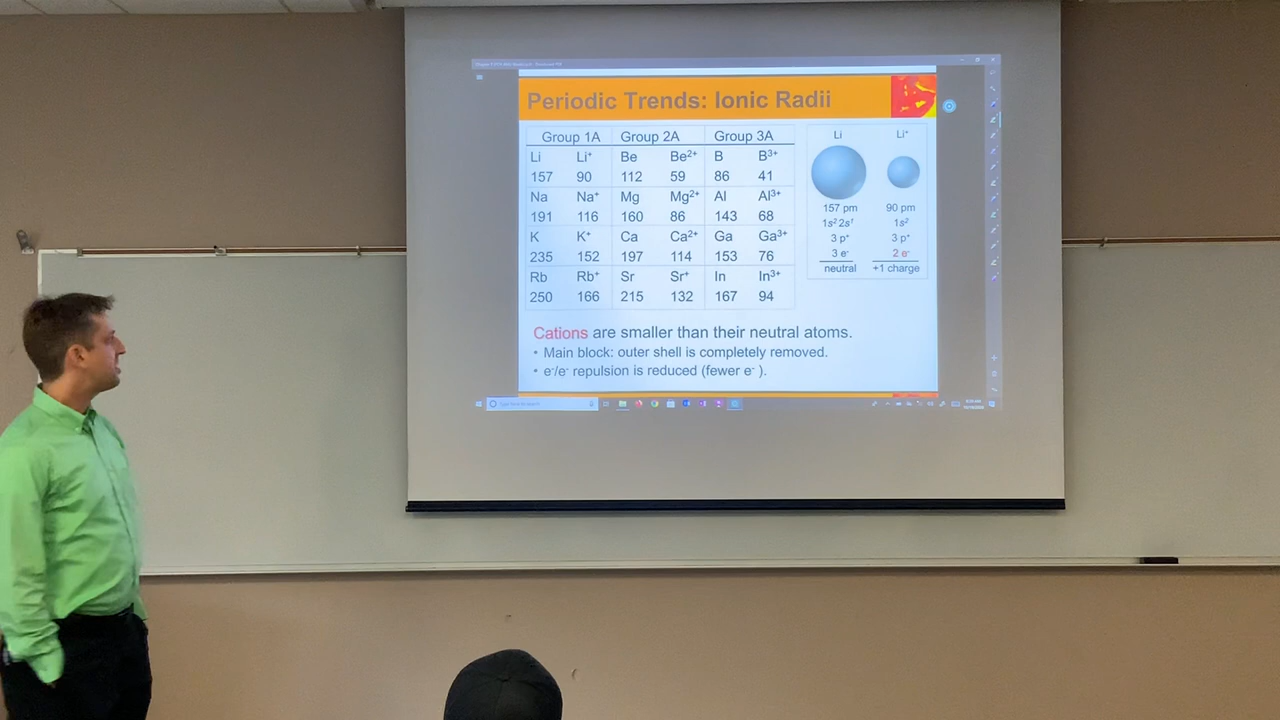 Periodic Trends: Ionic Radii
Group 1A Group 2A Group 3A
Li Li⁺ Be Be²⁺ B B³⁺
157 90 112 59 86 41
Na Na⁺ Mg Mg²⁺ Al Al³⁺
191 116 160 86 143 68
K K⁺ Ca Ca²⁺ Ga Ga³⁺
235 152 197 114 153 76
Rb Rb⁺ Sr Sr⁺ In In³⁺
250 166 215 132 167 94
Li Li⁺
157 pm 90 pm
1s²2s¹ 1s²
3 p⁺ 3 p⁺
3 e⁻ 2 e⁻
neutral +1 charge
Cations are smaller than their neutral atoms.
• Main block: outer shell is completely removed.
• e⁻/e⁻ repulsion is reduced (fewer e⁻ ).